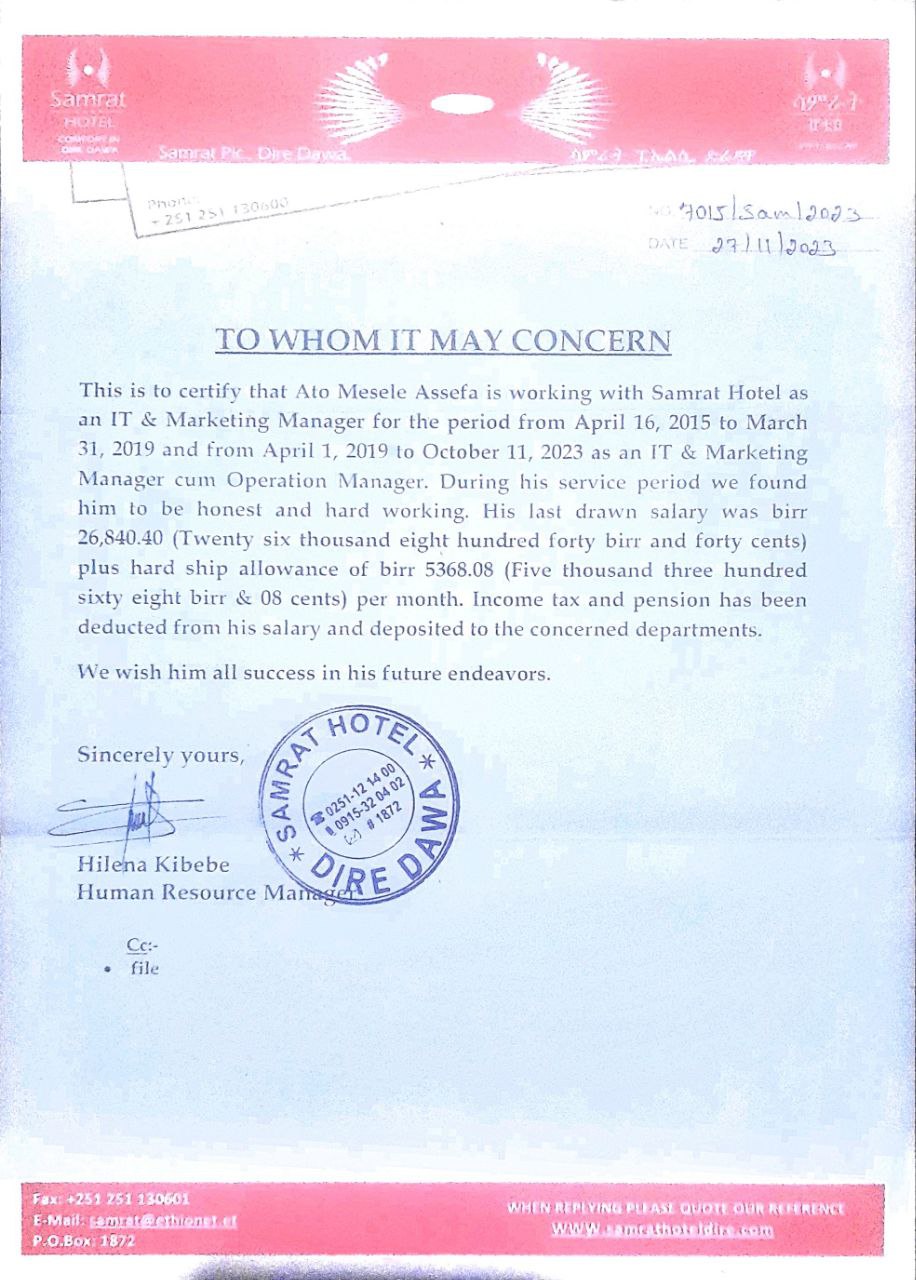 Samrat
HOTEL
COMFORT IN
DIRE DAWA
Samrat Plc., Dire Dawa.
ሳምራት
ሆቴል
ሳምራት ኃ.የተ.የግ.
Phone:
+ 251 251 130600
NO. 7015/Sam/2023
DATE 27/11/2023
TO WHOM IT MAY CONCERN
This is to certify that Ato Mesele Assefa is working with Samrat Hotel as
an IT & Marketing Manager for the period from April 16, 2015 to March
31, 2019 and from April 1, 2019 to October 11, 2023 as an IT & Marketing
Manager cum Operation Manager. During his service period we found
him to be honest and hard working. His last drawn salary was birr
26,840.40 (Twenty six thousand eight hundred forty birr and forty cents)
plus hard ship allowance of birr 5368.08 (Five thousand three hundred
sixty eight birr & 08 cents) per month. Income tax and pension has been
deducted from his salary and deposited to the concerned departments.
We wish him all success in his future endeavors.
Sincerely yours,
SAMRAT HOTEL
0251-12 14 00
0915-32 04 02
# 1872
DIRE DAWA
Hilena Kibebe
Human Resource Manager
Cc:-
• file
Fax: +251 251 130601
E-Mail: samrat@ethionet.et
P.O.Box: 1872
WHEN REPLYING PLEASE QUOTE OUR REFERENCE
WWW.samrathoteldire.com